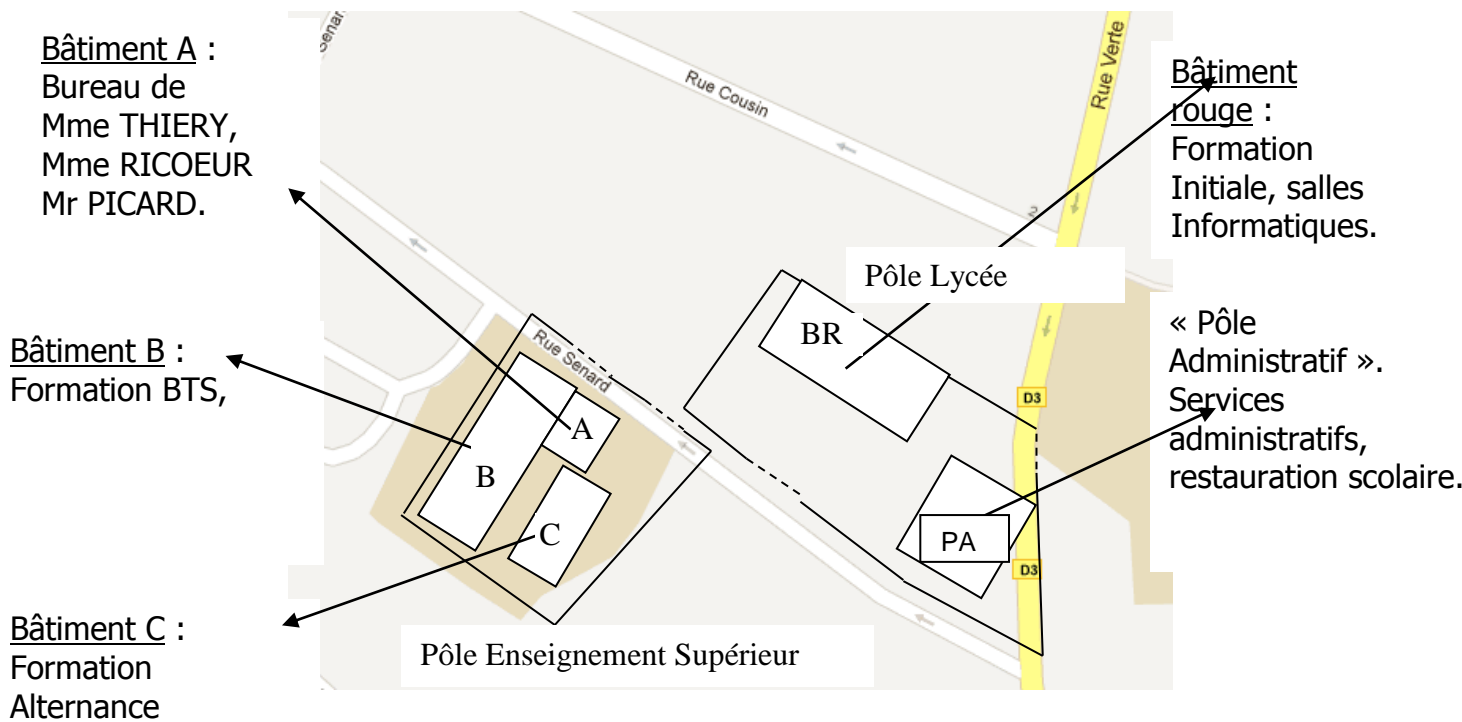 Bâtiment A :
Bureau de
Mme THIERY,
Mme RICOEUR
Mr PICARD.
Bâtiment B :
Formation BTS,
Bâtiment C :
Formation
Alternance
Senard
Rue Cousin
Rue Verte
2
Pôle Lycée
BR
Rue Senard
A
B
C
D3
PA
D3
Pôle Enseignement Supérieur
Bâtiment
rouge :
Formation
Initiale, salles
Informatiques.
« Pôle
Administratif ».
Services
administratifs,
restauration scolaire.